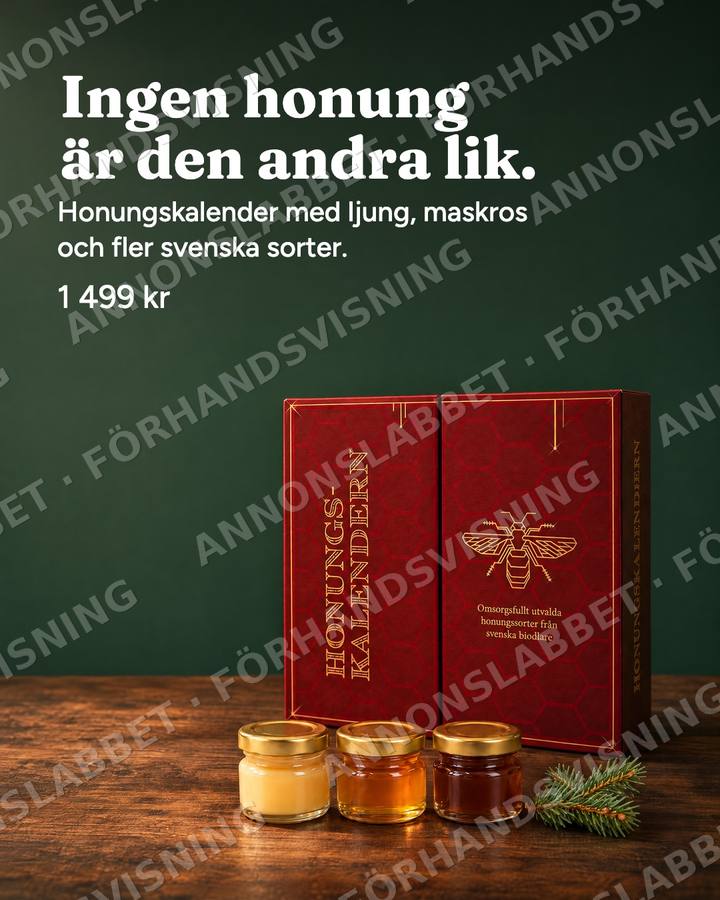 Ingen honung
är den andra lik.
Honungskalender med ljung, maskros
och fler svenska sorter.
1 499 kr
HONUNGS-
KALENDERN
Omsorgsfullt utvalda
honungssorter från
svenska biodlare
HONUNGSKALENDERN
ANNONSLABBET · FÖRHANDSVISNING